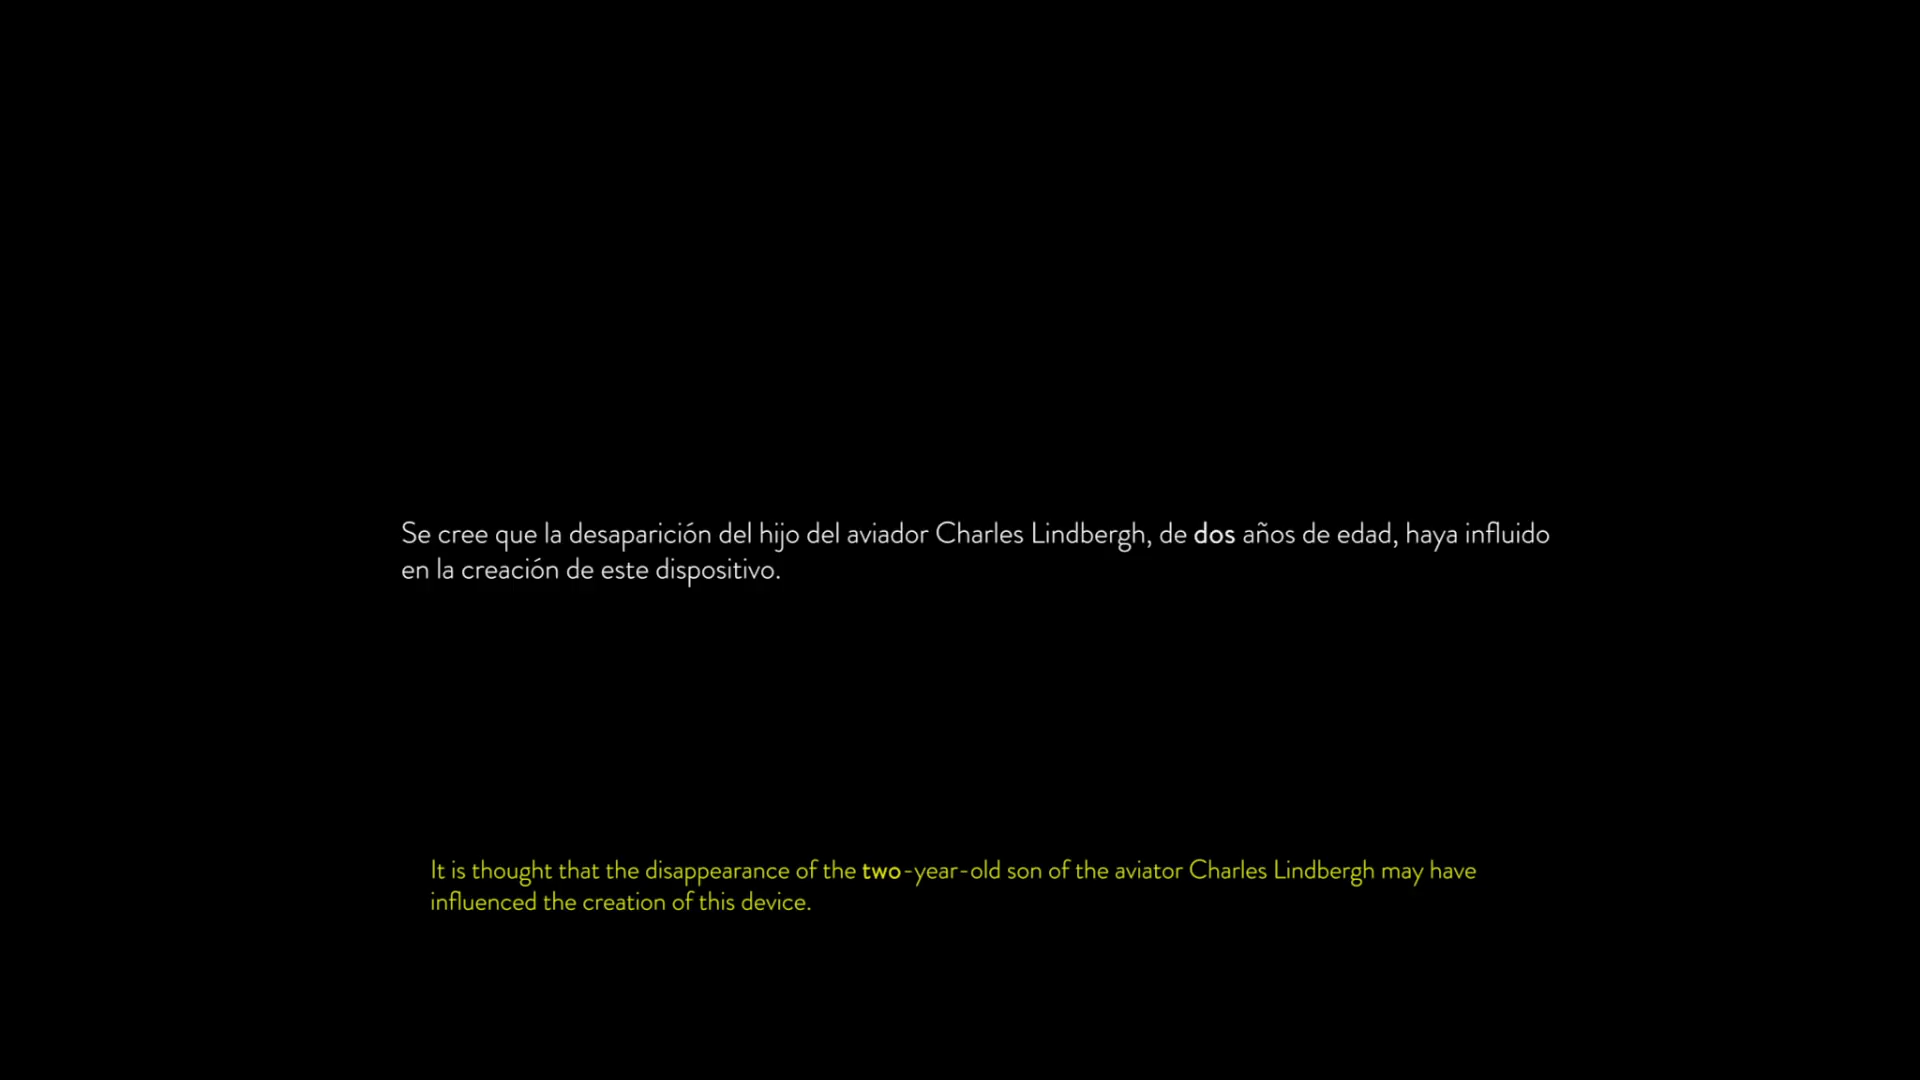 Se cree que la desaparición del hijo del aviador Charles Lindbergh, de dos años de edad, haya influido
en la creación de este dispositivo.
It is thought that the disappearance of the two-year-old son of the aviator Charles Lindbergh may have
influenced the creation of this device.